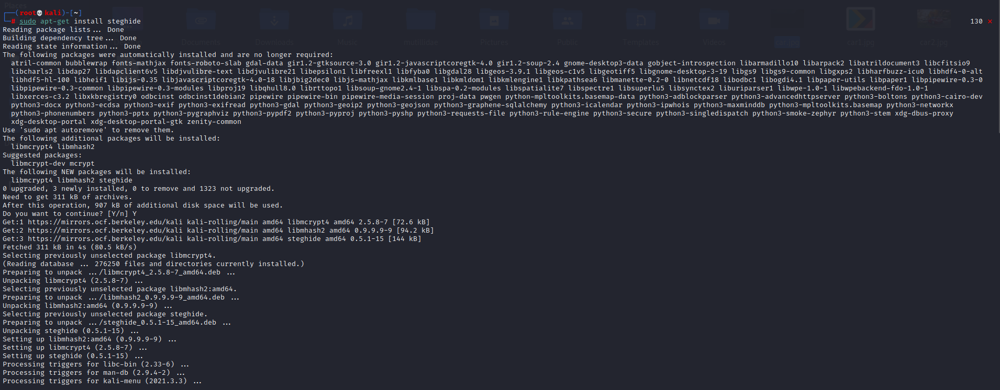 Places
┌──(root💀kali)-[~]
└─# sudo apt-get install steghide
130 ⨯
Documents Downloads Music mutillidae Pictures Public Templates Videos car.jpg car1.jpg car2.jpg
Reading package lists... Done
Building dependency tree... Done
Reading state information... Done
The following packages were automatically installed and are no longer required:
  atril-common bubblewrap fonts-mathjax fonts-roboto-slab gdal-data gir1.2-gtksource-3.0 gir1.2-javascriptcoregtk-4.0 gir1.2-soup-2.4 gnome-desktop3-data gobject-introspection libarmadillo10 libarpack2 libatrildocument3 libcfitsio9
  libcharls2 libdap27 libdapclient6v5 libdjvulibre-text libdjvulibre21 libepsilon1 libfreexl1 libfyba0 libgdal28 libgeos-3.9.1 libgeos-c1v5 libgeotiff5 libgnome-desktop-3-19 libgs9 libgs9-common libgxps2 libharfbuzz-icu0 libhdf4-0-alt
  libhdf5-hl-100 libheif1 libijs-0.35 libjavascriptcoregtk-4.0-18 libjbig2dec0 libjs-mathjax libkmlbase1 libkmldom1 libkmlengine1 libkpathsea6 libmanette-0.2-0 libnetcdf18 libodbc1 libogdi4.1 libpaper-utils libpaper1 libpipewire-0.3-0
  libpipewire-0.3-common libpipewire-0.3-modules libproj19 libqhull8.0 librttopo1 libsoup-gnome2.4-1 libspa-0.2-modules libspatialite7 libspectre1 libsuperlu5 libsynctex2 liburiparser1 libwpe-1.0-1 libwpebackend-fdo-1.0-1
  libxerces-c3.2 libxkbregistry0 odbcinst odbcinst1debian2 pipewire pipewire-bin pipewire-media-session proj-data pwgen python-mpltoolkits.basemap-data python3-adblockparser python3-advancedhttpserver python3-boltons python3-cairo-dev
  python3-docx python3-ecdsa python3-exif python3-exifread python3-gdal python3-geoip2 python3-geojson python3-graphene-sqlalchemy python3-icalendar python3-ipwhois python3-maxminddb python3-mpltoolkits.basemap python3-networkx
  python3-phonenumbers python3-pptx python3-pygraphviz python3-pypdf2 python3-pyproj python3-pyshp python3-requests-file python3-rule-engine python3-secure python3-singledispatch python3-smoke-zephyr python3-stem xdg-dbus-proxy
  xdg-desktop-portal xdg-desktop-portal-gtk zenity-common
Use 'sudo apt autoremove' to remove them.
The following additional packages will be installed:
  libmcrypt4 libmhash2
Suggested packages:
  libmcrypt-dev mcrypt
The following NEW packages will be installed:
  libmcrypt4 libmhash2 steghide
0 upgraded, 3 newly installed, 0 to remove and 1323 not upgraded.
Need to get 311 kB of archives.
After this operation, 907 kB of additional disk space will be used.
Do you want to continue? [Y/n] Y
Get:1 https://mirrors.ocf.berkeley.edu/kali kali-rolling/main amd64 libmcrypt4 amd64 2.5.8-7 [72.6 kB]
Get:2 https://mirrors.ocf.berkeley.edu/kali kali-rolling/main amd64 libmhash2 amd64 0.9.9.9-9 [94.2 kB]
Get:3 https://mirrors.ocf.berkeley.edu/kali kali-rolling/main amd64 steghide amd64 0.5.1-15 [144 kB]
Fetched 311 kB in 4s (80.5 kB/s)
Selecting previously unselected package libmcrypt4.
(Reading database ... 276250 files and directories currently installed.)
Preparing to unpack .../libmcrypt4_2.5.8-7_amd64.deb ...
Unpacking libmcrypt4 (2.5.8-7) ...
Selecting previously unselected package libmhash2:amd64.
Preparing to unpack .../libmhash2_0.9.9.9-9_amd64.deb ...
Unpacking libmhash2:amd64 (0.9.9.9-9) ...
Selecting previously unselected package steghide.
Preparing to unpack .../steghide_0.5.1-15_amd64.deb ...
Unpacking steghide (0.5.1-15) ...
Setting up libmhash2:amd64 (0.9.9.9-9) ...
Setting up libmcrypt4 (2.5.8-7) ...
Setting up steghide (0.5.1-15) ...
Processing triggers for libc-bin (2.33-6) ...
Processing triggers for man-db (2.9.4-2) ...
Processing triggers for kali-menu (2021.3.3) ...